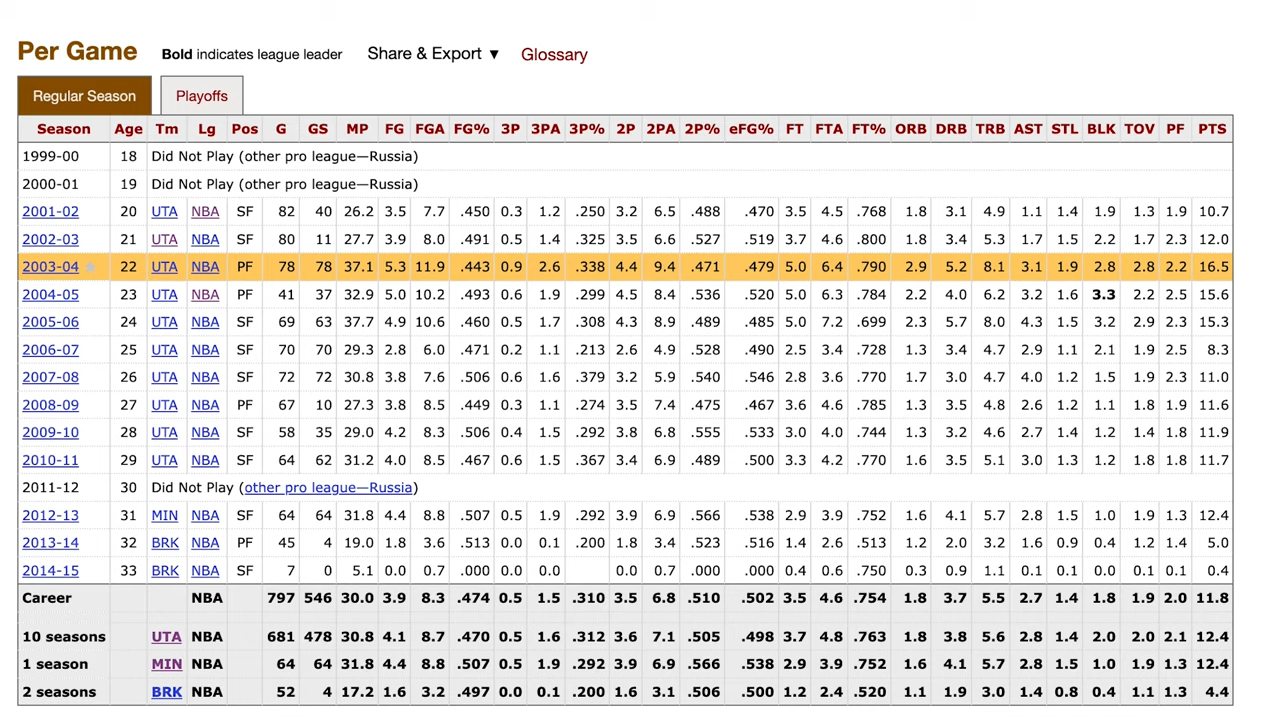 Per Game Bold indicates league leader Share & Export ▼ Glossary
Regular Season Playoffs
Season Age Tm Lg Pos G GS MP FG FGA FG% 3P 3PA 3P% 2P 2PA 2P% eFG% FT FTA FT% ORB DRB TRB AST STL BLK TOV PF PTS
1999-00 18 Did Not Play (other pro league—Russia)
2000-01 19 Did Not Play (other pro league—Russia)
2001-02 20 UTA NBA SF 82 40 26.2 3.5 7.7 .450 0.3 1.2 .250 3.2 6.5 .488 .470 3.5 4.5 .768 1.8 3.1 4.9 1.1 1.4 1.9 1.3 1.9 10.7
2002-03 21 UTA NBA SF 80 11 27.7 3.9 8.0 .491 0.5 1.4 .325 3.5 6.6 .527 .519 3.7 4.6 .800 1.8 3.4 5.3 1.7 1.5 2.2 1.7 2.3 12.0
2003-04 ★ 22 UTA NBA PF 78 78 37.1 5.3 11.9 .443 0.9 2.6 .338 4.4 9.4 .471 .479 5.0 6.4 .790 2.9 5.2 8.1 3.1 1.9 2.8 2.8 2.2 16.5
2004-05 23 UTA NBA PF 41 37 32.9 5.0 10.2 .493 0.6 1.9 .299 4.5 8.4 .536 .520 5.0 6.3 .784 2.2 4.0 6.2 3.2 1.6 3.3 2.2 2.5 15.6
2005-06 24 UTA NBA SF 69 63 37.7 4.9 10.6 .460 0.5 1.7 .308 4.3 8.9 .489 .485 5.0 7.2 .699 2.3 5.7 8.0 4.3 1.5 3.2 2.9 2.3 15.3
2006-07 25 UTA NBA SF 70 70 29.3 2.8 6.0 .471 0.2 1.1 .213 2.6 4.9 .528 .490 2.5 3.4 .728 1.3 3.4 4.7 2.9 1.1 2.1 1.9 2.5 8.3
2007-08 26 UTA NBA SF 72 72 30.8 3.8 7.6 .506 0.6 1.6 .379 3.2 5.9 .540 .546 2.8 3.6 .770 1.7 3.0 4.7 4.0 1.2 1.5 1.9 2.3 11.0
2008-09 27 UTA NBA PF 67 10 27.3 3.8 8.5 .449 0.3 1.1 .274 3.5 7.4 .475 .467 3.6 4.6 .785 1.3 3.5 4.8 2.6 1.2 1.1 1.8 1.9 11.6
2009-10 28 UTA NBA SF 58 35 29.0 4.2 8.3 .506 0.4 1.5 .292 3.8 6.8 .555 .533 3.0 4.0 .744 1.3 3.2 4.6 2.7 1.4 1.2 1.4 1.8 11.9
2010-11 29 UTA NBA SF 64 62 31.2 4.0 8.5 .467 0.6 1.5 .367 3.4 6.9 .489 .500 3.3 4.2 .770 1.6 3.5 5.1 3.0 1.3 1.2 1.8 1.8 11.7
2011-12 30 Did Not Play (other pro league—Russia)
2012-13 31 MIN NBA SF 64 64 31.8 4.4 8.8 .507 0.5 1.9 .292 3.9 6.9 .566 .538 2.9 3.9 .752 1.6 4.1 5.7 2.8 1.5 1.0 1.9 1.3 12.4
2013-14 32 BRK NBA PF 45 4 19.0 1.8 3.6 .513 0.0 0.1 .200 1.8 3.4 .523 .516 1.4 2.6 .513 1.2 2.0 3.2 1.6 0.9 0.4 1.2 1.4 5.0
2014-15 33 BRK NBA SF 7 0 5.1 0.0 0.7 .000 0.0 0.0 0.0 0.7 .000 .000 0.4 0.6 .750 0.3 0.9 1.1 0.1 0.1 0.0 0.1 0.1 0.4
Career NBA 797 546 30.0 3.9 8.3 .474 0.5 1.5 .310 3.5 6.8 .510 .502 3.5 4.6 .754 1.8 3.7 5.5 2.7 1.4 1.8 1.9 2.0 11.8
10 seasons UTA NBA 681 478 30.8 4.1 8.7 .470 0.5 1.6 .312 3.6 7.1 .505 .498 3.7 4.8 .763 1.8 3.8 5.6 2.8 1.4 2.0 2.0 2.1 12.4
1 season MIN NBA 64 64 31.8 4.4 8.8 .507 0.5 1.9 .292 3.9 6.9 .566 .538 2.9 3.9 .752 1.6 4.1 5.7 2.8 1.5 1.0 1.9 1.3 12.4
2 seasons BRK NBA 52 4 17.2 1.6 3.2 .497 0.0 0.1 .200 1.6 3.1 .506 .500 1.2 2.4 .520 1.1 1.9 3.0 1.4 0.8 0.4 1.1 1.3 4.4